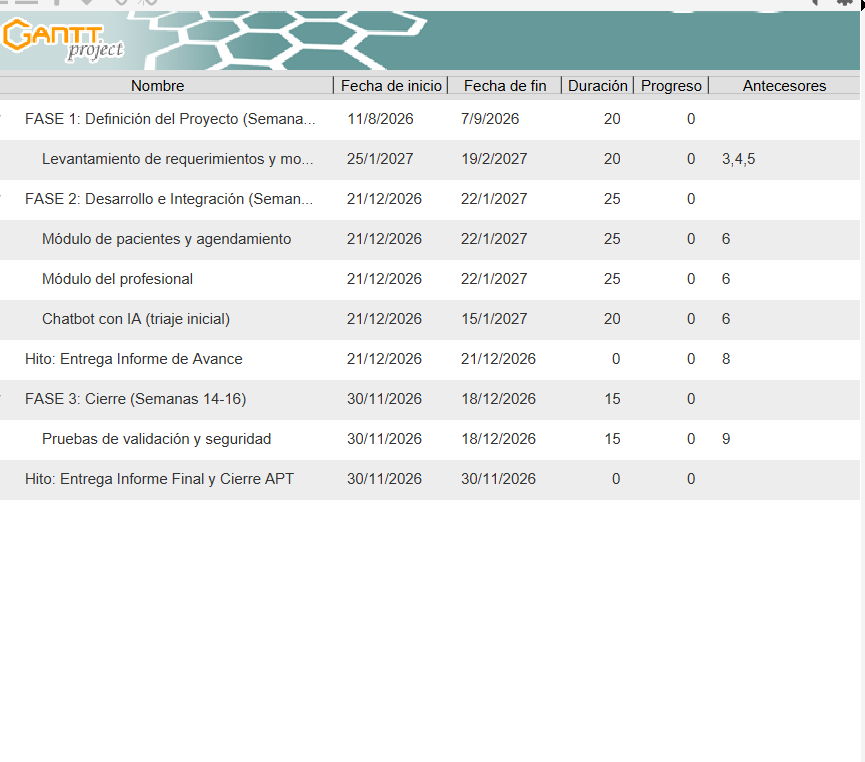 GANTT
project
Nombre Fecha de inicio Fecha de fin Duración Progreso Antecesores
FASE 1: Definición del Proyecto (Semana... 11/8/2026 7/9/2026 20 0
Levantamiento de requerimientos y mo... 25/1/2027 19/2/2027 20 0 3,4,5
FASE 2: Desarrollo e Integración (Seman... 21/12/2026 22/1/2027 25 0
Módulo de pacientes y agendamiento 21/12/2026 22/1/2027 25 0 6
Módulo del profesional 21/12/2026 22/1/2027 25 0 6
Chatbot con IA (triaje inicial) 21/12/2026 15/1/2027 20 0 6
Hito: Entrega Informe de Avance 21/12/2026 21/12/2026 0 0 8
FASE 3: Cierre (Semanas 14-16) 30/11/2026 18/12/2026 15 0
Pruebas de validación y seguridad 30/11/2026 18/12/2026 15 0 9
Hito: Entrega Informe Final y Cierre APT 30/11/2026 30/11/2026 0 0